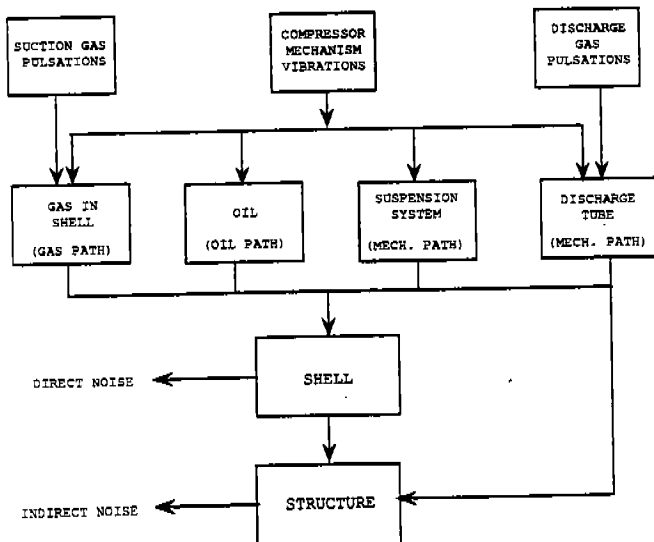 SUCTION GAS
PULSATIONS
COMPRESSOR
MECHANISM
VIBRATIONS
DISCHARGE
GAS
PULSATIONS
GAS IN
SHELL
(GAS PATH)
OIL
(OIL PATH)
SUSPENSION
SYSTEM
(MECH. PATH)
DISCHARGE
TUBE
(MECH. PATH)
SHELL
DIRECT NOISE
STRUCTURE
INDIRECT NOISE